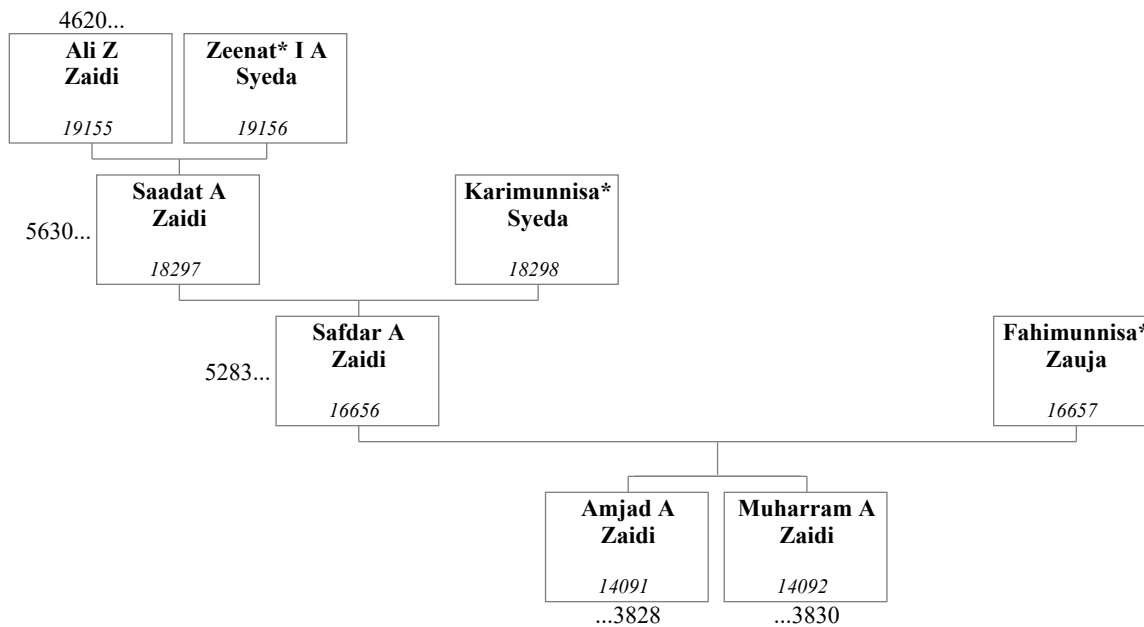 4620...
Ali Z
Zaidi
19155
Zeenat* I A
Syeda
19156
5630...
Saadat A
Zaidi
18297
Karimunnisa*
Syeda
18298
5283...
Safdar A
Zaidi
16656
Fahimunnisa*
Zauja
16657
Amjad A
Zaidi
14091
...3828
Muharram A
Zaidi
14092
...3830